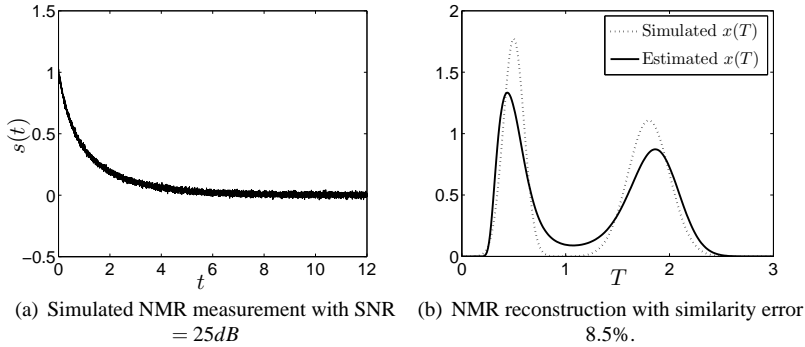 1.5
1
0.5
0
−0.5
s(t)
0 2 4 6 8 10 12
t
(a) Simulated NMR measurement with SNR
= 25dB
2
1.5
1
0.5
0
0 1 2 3
T
Simulated x(T)
Estimated x(T)
(b) NMR reconstruction with similarity error
8.5%.